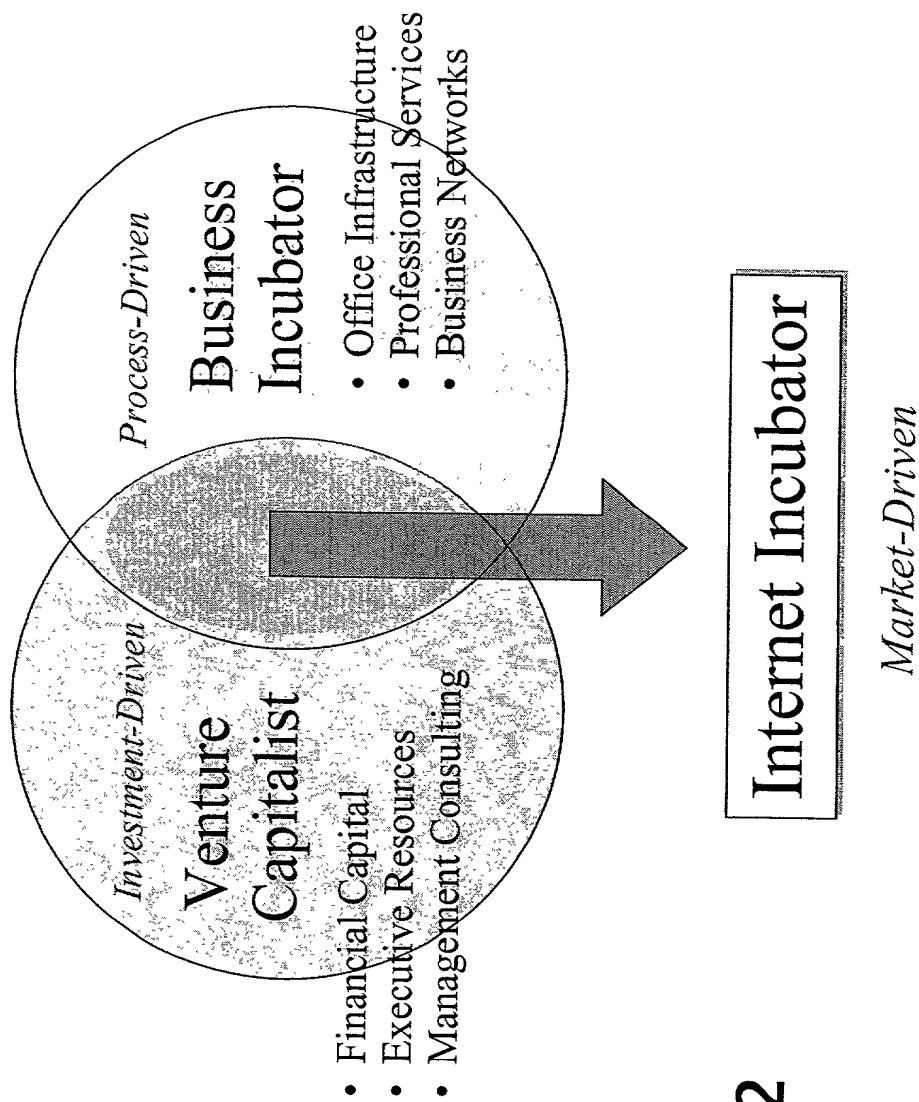 Investment-Driven
Venture
Capitalist
• Financial Capital
• Executive Resources
• Management Consulting
Process-Driven
Business
Incubator
• Office Infrastructure
• Professional Services
• Business Networks
Internet Incubator
Market-Driven
2